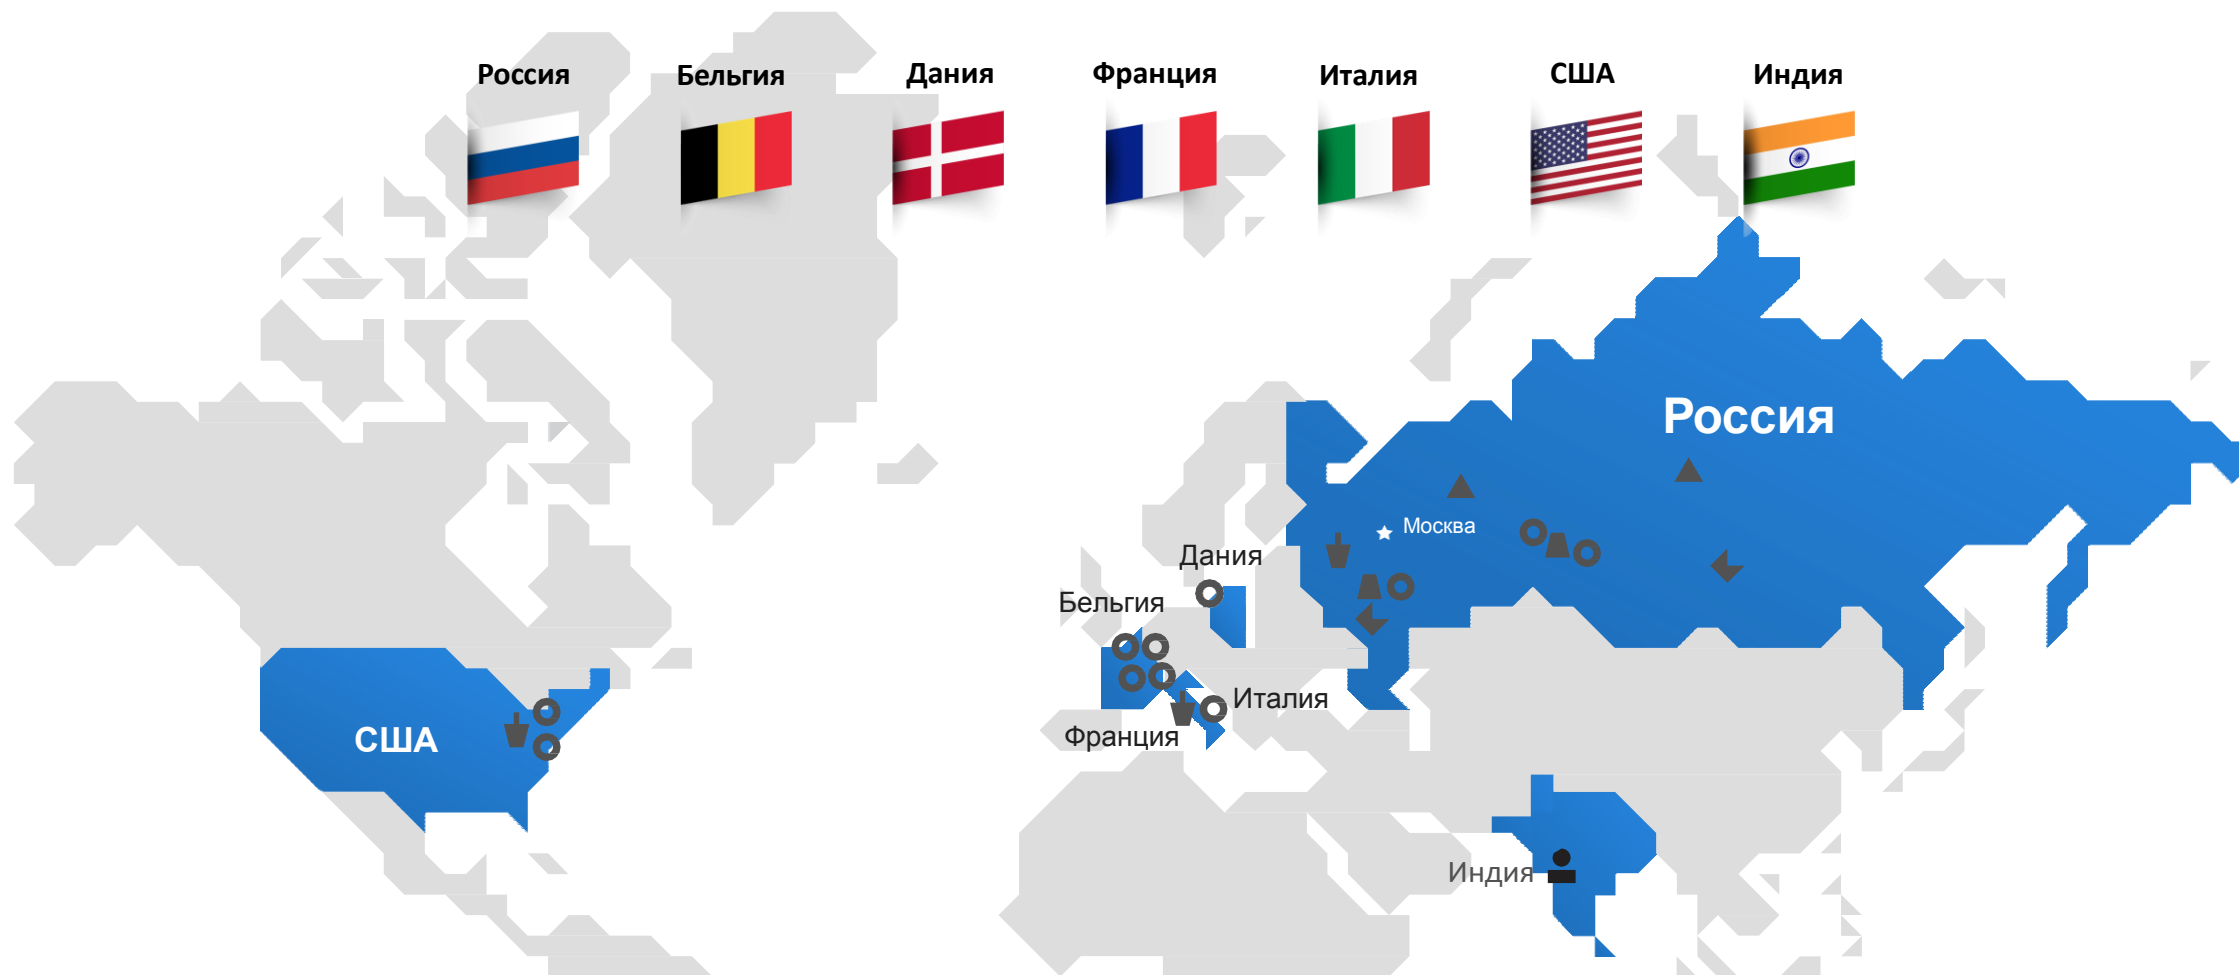 Россия
Бельгия
Дания
Франция
Италия
США
Индия
Россия
Москва
Дания
Бельгия
Италия
Франция
США
Индия